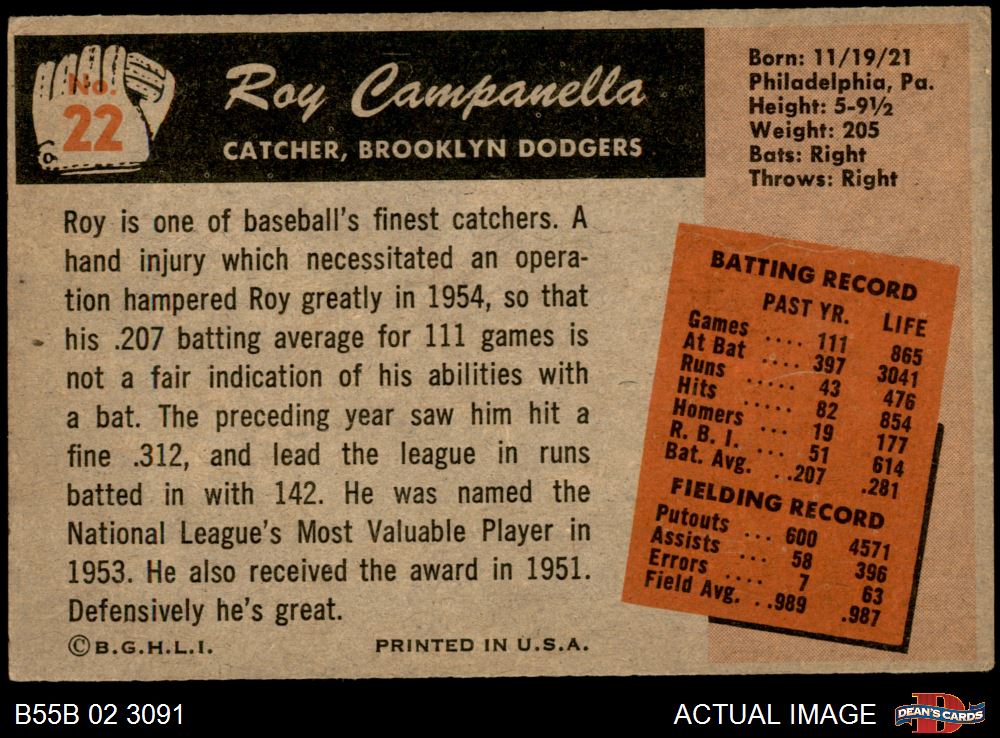 No.
22
Roy Campanella
CATCHER, BROOKLYN DODGERS
Born: 11/19/21
Philadelphia, Pa.
Height: 5-9½
Weight: 205
Bats: Right
Throws: Right
Roy is one of baseball's finest catchers. A
hand injury which necessitated an opera-
tion hampered Roy greatly in 1954, so that
his .207 batting average for 111 games is
not a fair indication of his abilities with
a bat. The preceding year saw him hit a
fine .312, and lead the league in runs
batted in with 142. He was named the
National League's Most Valuable Player in
1953. He also received the award in 1951.
Defensively he's great.
©B.G.H.L.I. PRINTED IN U.S.A.
BATTING RECORD
PAST YR. LIFE
Games .... 111 865
At Bat .... 397 3041
Runs ..... 43 476
Hits ..... 82 854
Homers ... 19 177
R. B. I. .... 51 614
Bat. Avg. ..207 .281
FIELDING RECORD
Putouts ... 600 4571
Assists ... 58 396
Errors .... 7 63
Field Avg. ..989 .987
B55B 02 3091
ACTUAL IMAGE
D
DEAN'S CARDS